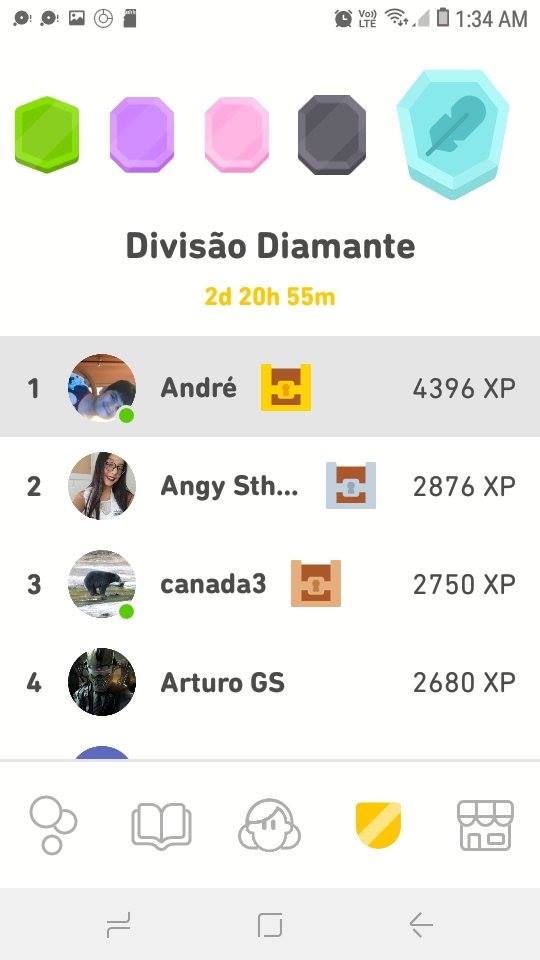 Vo))
LTE
1:34 AM
Divisão Diamante
2d 20h 55m
1 André 4396 XP
2 Angy Sth... 2876 XP
3 canada3 2750 XP
4 Arturo GS 2680 XP